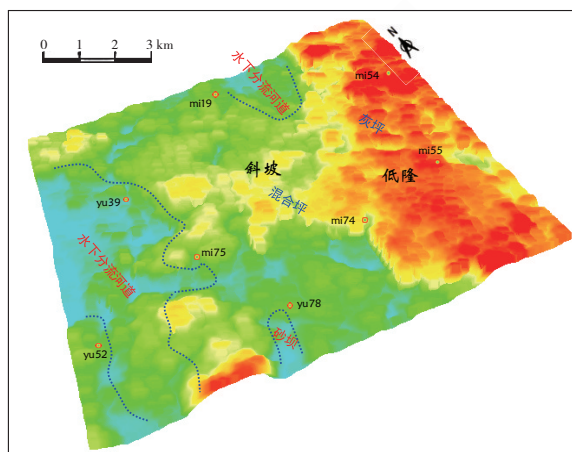 0 1 2 3 km
N
水下分流河道
mi54
mi19
灰坪
mi55
斜坡
低隆
混合坪
yu39
mi74
mi75
水下分流河道
yu78
砂坝
yu52